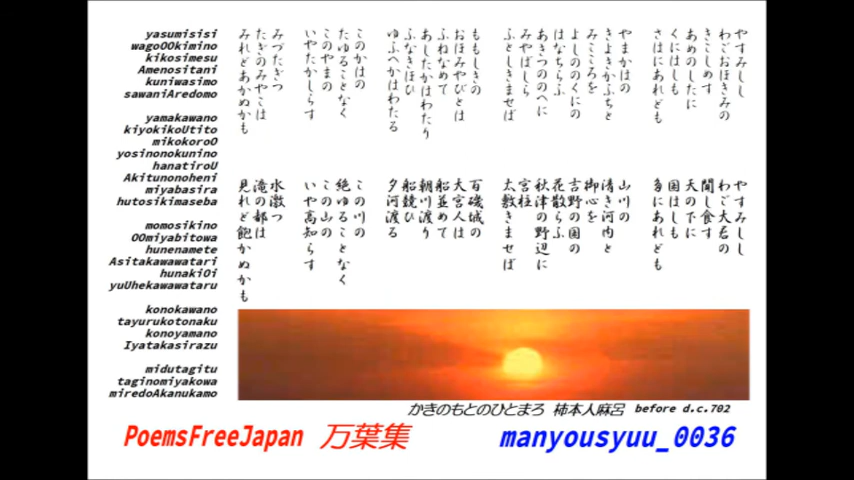 yasumisisi
wagoOOkimino
kikosimesu
Amenositani
kuniwasimo
sawaniAredomo
yamakawano
kiyokikoUtito
mikokoroO
yosinonokunino
hanatiroU
Akitunonoheni
miyabasira
hutosikimaseba
momosikino
OOmiyabitowa
hunenamete
Asitakawawatari
hunakiOi
yuUhekawawataru
konokawano
tayurukotonaku
konoyamano
Iyatakasirazu
midutagitu
taginomiyakowa
miredoAkanukamo
やすみしし
わごおほきみの
きこしめす
あめのしたに
くにはしも
さはにあれども
やまかはの
きよきかふちと
みこころを
よしののくにの
はなちらふ
あきつののへに
みやばしら
ふとしきませば
ももしきの
おほみやびとは
ふねなめて
あしたかはわたり
ふなきほひ
ゆふへかはわたる
このかはの
たゆることなく
このやまの
いやたかしらす
みづたぎつ
たぎのみやこは
みれどあかぬかも
やすみしし
わご大君の
聞し食す
天の下に
国はしも
多にあれども
山川の
清き河内と
御心を
吉野の国の
花散らふ
秋津の野辺に
宮柱
太敷きませば
百磯城の
大宮人は
船並めて
朝川渡り
船競ひ
夕河渡る
この川の
絶ゆることなく
この山の
いや高知らす
水激つ
滝の都は
見れど飽かぬかも
かきのもとのひとまろ 柿本人麻呂 before d.c.702
PoemsFreeJapan 万葉集 manyousyuu_0036